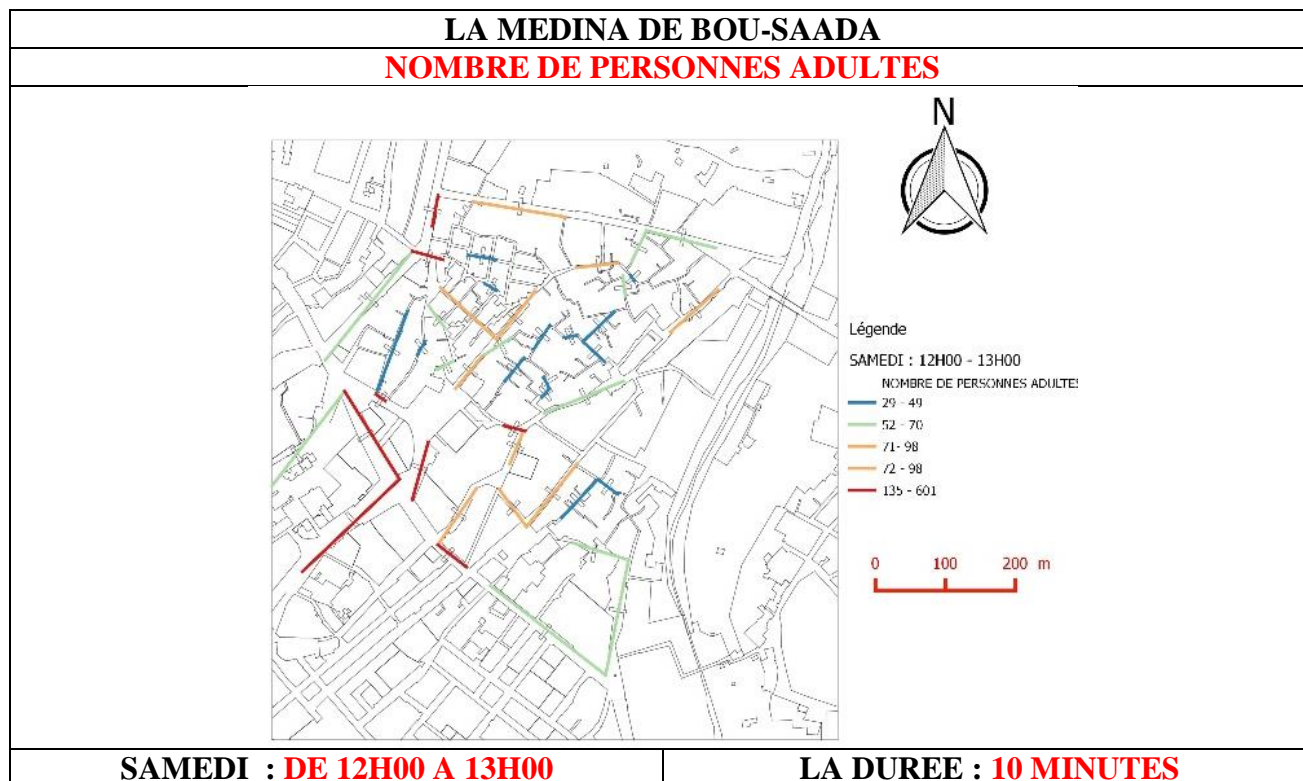 LA MEDINA DE BOU-SAADA
NOMBRE DE PERSONNES ADULTES
N
Légende
SAMEDI : 12H00 - 13H00
NOMBRE DE PERSONNES ADULTES
29 - 49
52 - 70
71- 98
72 - 98
135 - 601
0 100 200 m
SAMEDI : DE 12H00 A 13H00
LA DUREE : 10 MINUTES